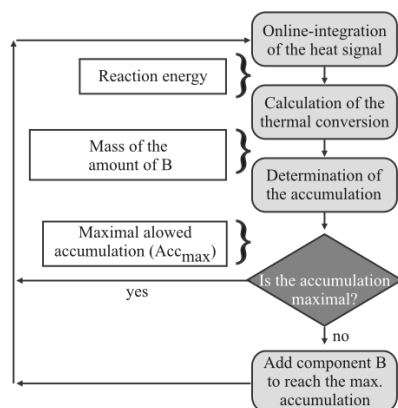 Online-integration
of the heat signal
Reaction energy
Calculation of the
thermal conversion
Mass of the
amount of B
Determination of
the accumulation
Maximal alowed
accumulation (Accmax)
Is the accumulation
maximal?
yes
no
Add component B
to reach the max.
accumulation